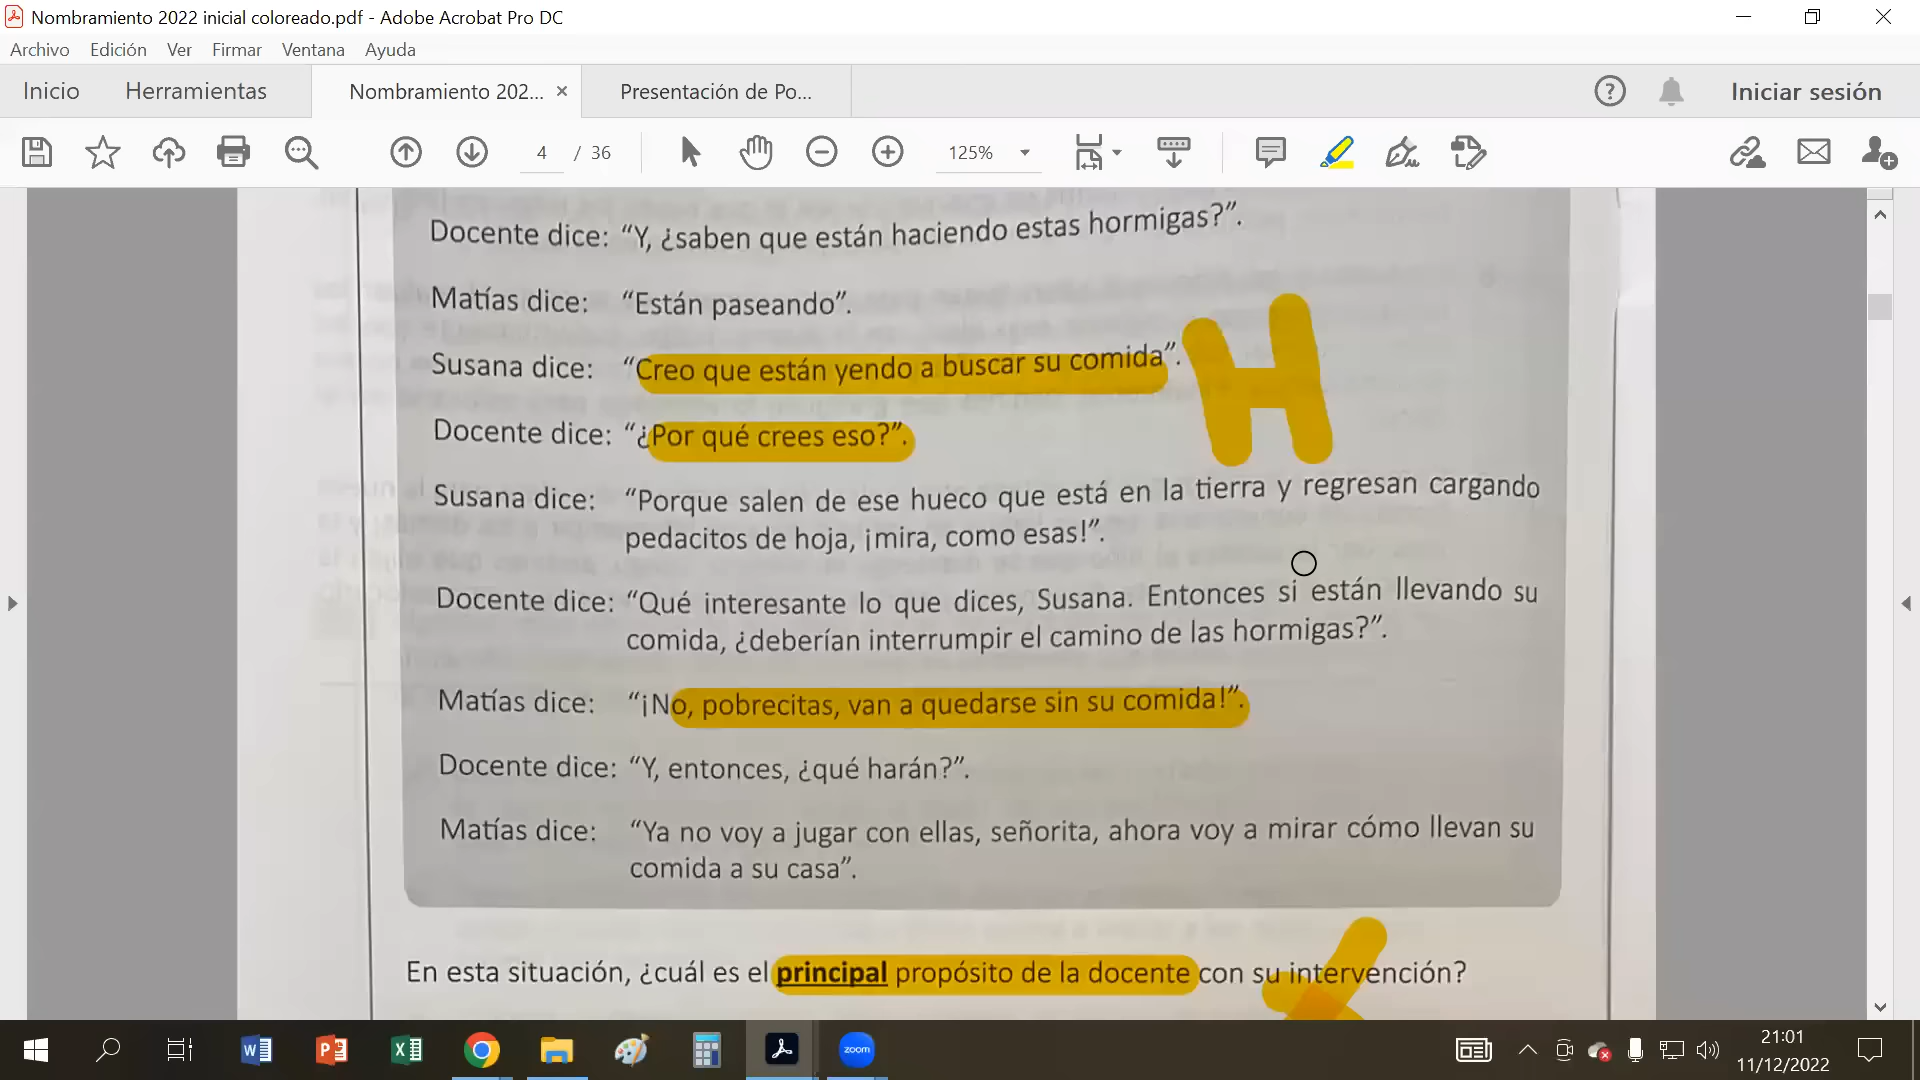 Nombramiento 2022 inicial coloreado.pdf - Adobe Acrobat Pro DC
Archivo Edición Ver Firmar Ventana Ayuda
Inicio Herramientas Nombramiento 202... × Presentación de Po... Iniciar sesión
4 / 36 125%
Docente dice: “Y, ¿saben que están haciendo estas hormigas?”.
Matías dice: “Están paseando”.
Susana dice: “Creo que están yendo a buscar su comida”.
H
Docente dice: “¿Por qué crees eso?”.
Susana dice: “Porque salen de ese hueco que está en la tierra y regresan cargando
pedacitos de hoja, ¡mira, como esas!”.
Docente dice: “Qué interesante lo que dices, Susana. Entonces si están llevando su
comida, ¿deberían interrumpir el camino de las hormigas?”.
Matías dice: “¡No, pobrecitas, van a quedarse sin su comida!”.
Docente dice: “Y, entonces, ¿qué harán?”.
Matías dice: “Ya no voy a jugar con ellas, señorita, ahora voy a mirar cómo llevan su
comida a su casa”.
En esta situación, ¿cuál es el principal propósito de la docente con su intervención?
zoom
21:01
11/12/2022